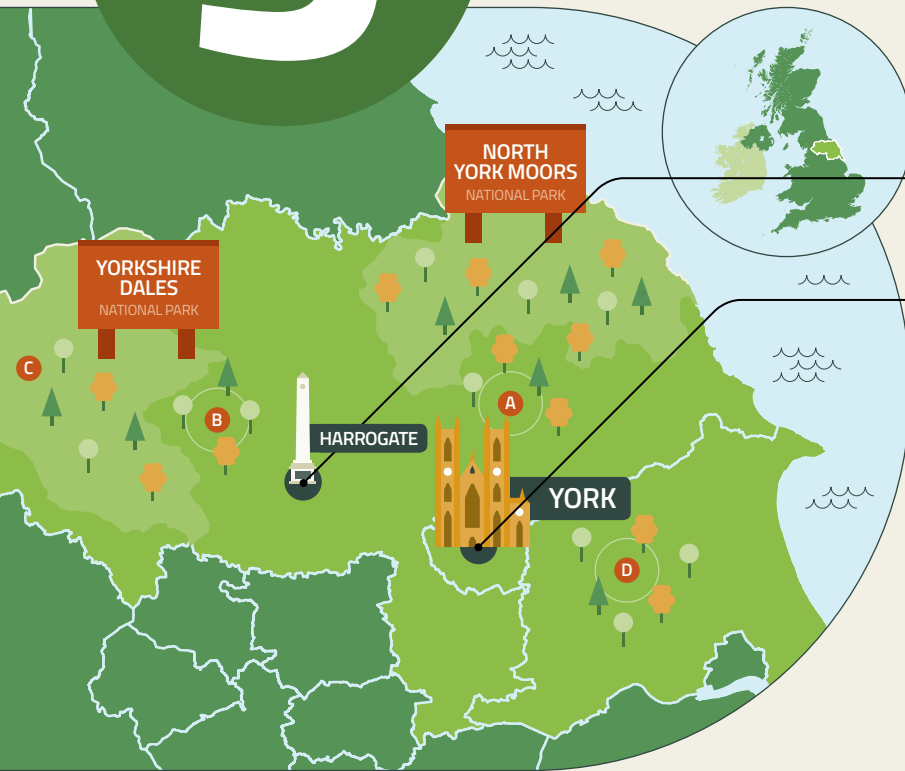 NORTH
YORK MOORS
NATIONAL PARK
YORKSHIRE
DALES
NATIONAL PARK
C
B
A
HARROGATE
YORK
D